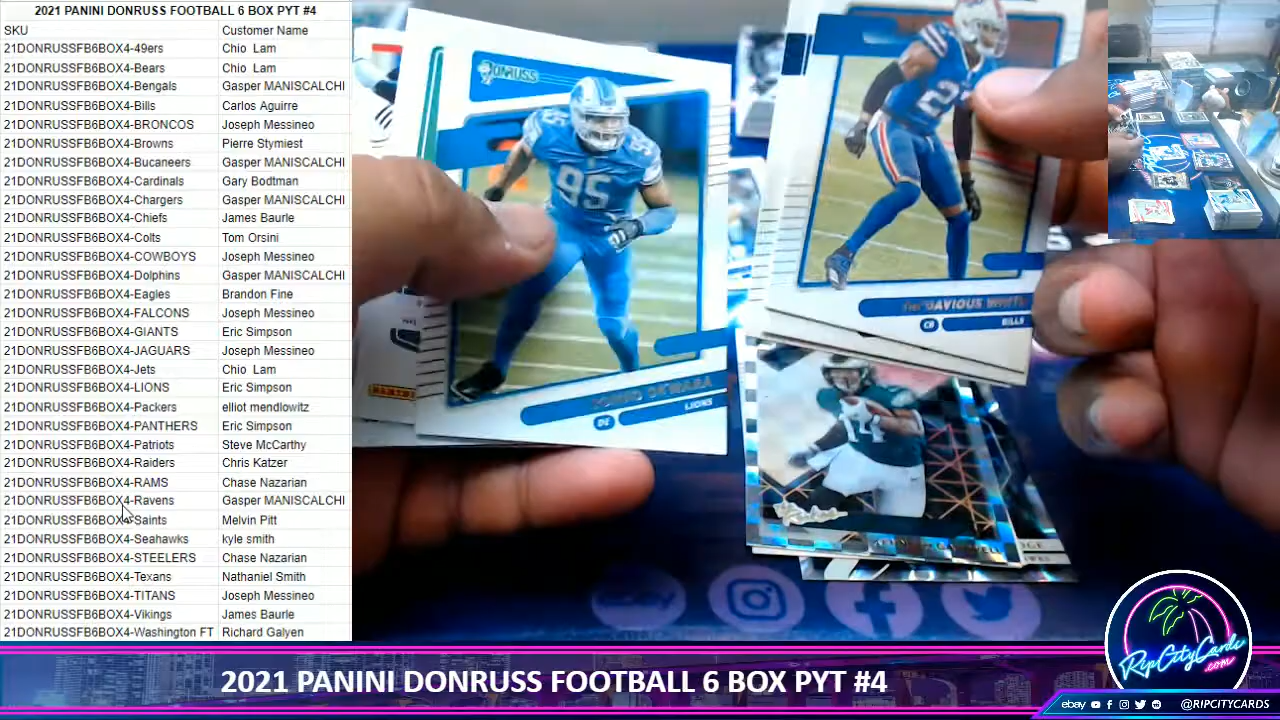 2021 PANINI DONRUSS FOOTBALL 6 BOX PYT #4
SKU Customer Name
21DONRUSSFB6BOX4-49ers Chio Lam
21DONRUSSFB6BOX4-Bears Chio Lam
21DONRUSSFB6BOX4-Bengals Gasper MANISCALCHI
21DONRUSSFB6BOX4-Bills Carlos Aguirre
21DONRUSSFB6BOX4-BRONCOS Joseph Messineo
21DONRUSSFB6BOX4-Browns Pierre Stymiest
21DONRUSSFB6BOX4-Bucaneers Gasper MANISCALCHI
21DONRUSSFB6BOX4-Cardinals Gary Bodtman
21DONRUSSFB6BOX4-Chargers Gasper MANISCALCHI
21DONRUSSFB6BOX4-Chiefs James Baurle
21DONRUSSFB6BOX4-Colts Tom Orsini
21DONRUSSFB6BOX4-COWBOYS Joseph Messineo
21DONRUSSFB6BOX4-Dolphins Gasper MANISCALCHI
21DONRUSSFB6BOX4-Eagles Brandon Fine
21DONRUSSFB6BOX4-FALCONS Joseph Messineo
21DONRUSSFB6BOX4-GIANTS Eric Simpson
21DONRUSSFB6BOX4-JAGUARS Joseph Messineo
21DONRUSSFB6BOX4-Jets Chio Lam
21DONRUSSFB6BOX4-LIONS Eric Simpson
21DONRUSSFB6BOX4-Packers elliot mendlowitz
21DONRUSSFB6BOX4-PANTHERS Eric Simpson
21DONRUSSFB6BOX4-Patriots Steve McCarthy
21DONRUSSFB6BOX4-Raiders Chris Katzer
21DONRUSSFB6BOX4-RAMS Chase Nazarian
21DONRUSSFB6BOX4-Ravens Gasper MANISCALCHI
21DONRUSSFB6BOX4-Saints Melvin Pitt
21DONRUSSFB6BOX4-Seahawks kyle smith
21DONRUSSFB6BOX4-STEELERS Chase Nazarian
21DONRUSSFB6BOX4-Texans Nathaniel Smith
21DONRUSSFB6BOX4-TITANS Joseph Messineo
21DONRUSSFB6BOX4-Vikings James Baurle
21DONRUSSFB6BOX4-Washington FT Richard Galyen
DONRUSS
95
DE LIONS
PANINI
CB BILLS
14
2021 PANINI DONRUSS FOOTBALL 6 BOX PYT #4
RipCityCards
.com
ebay @RIPCITYCARDS